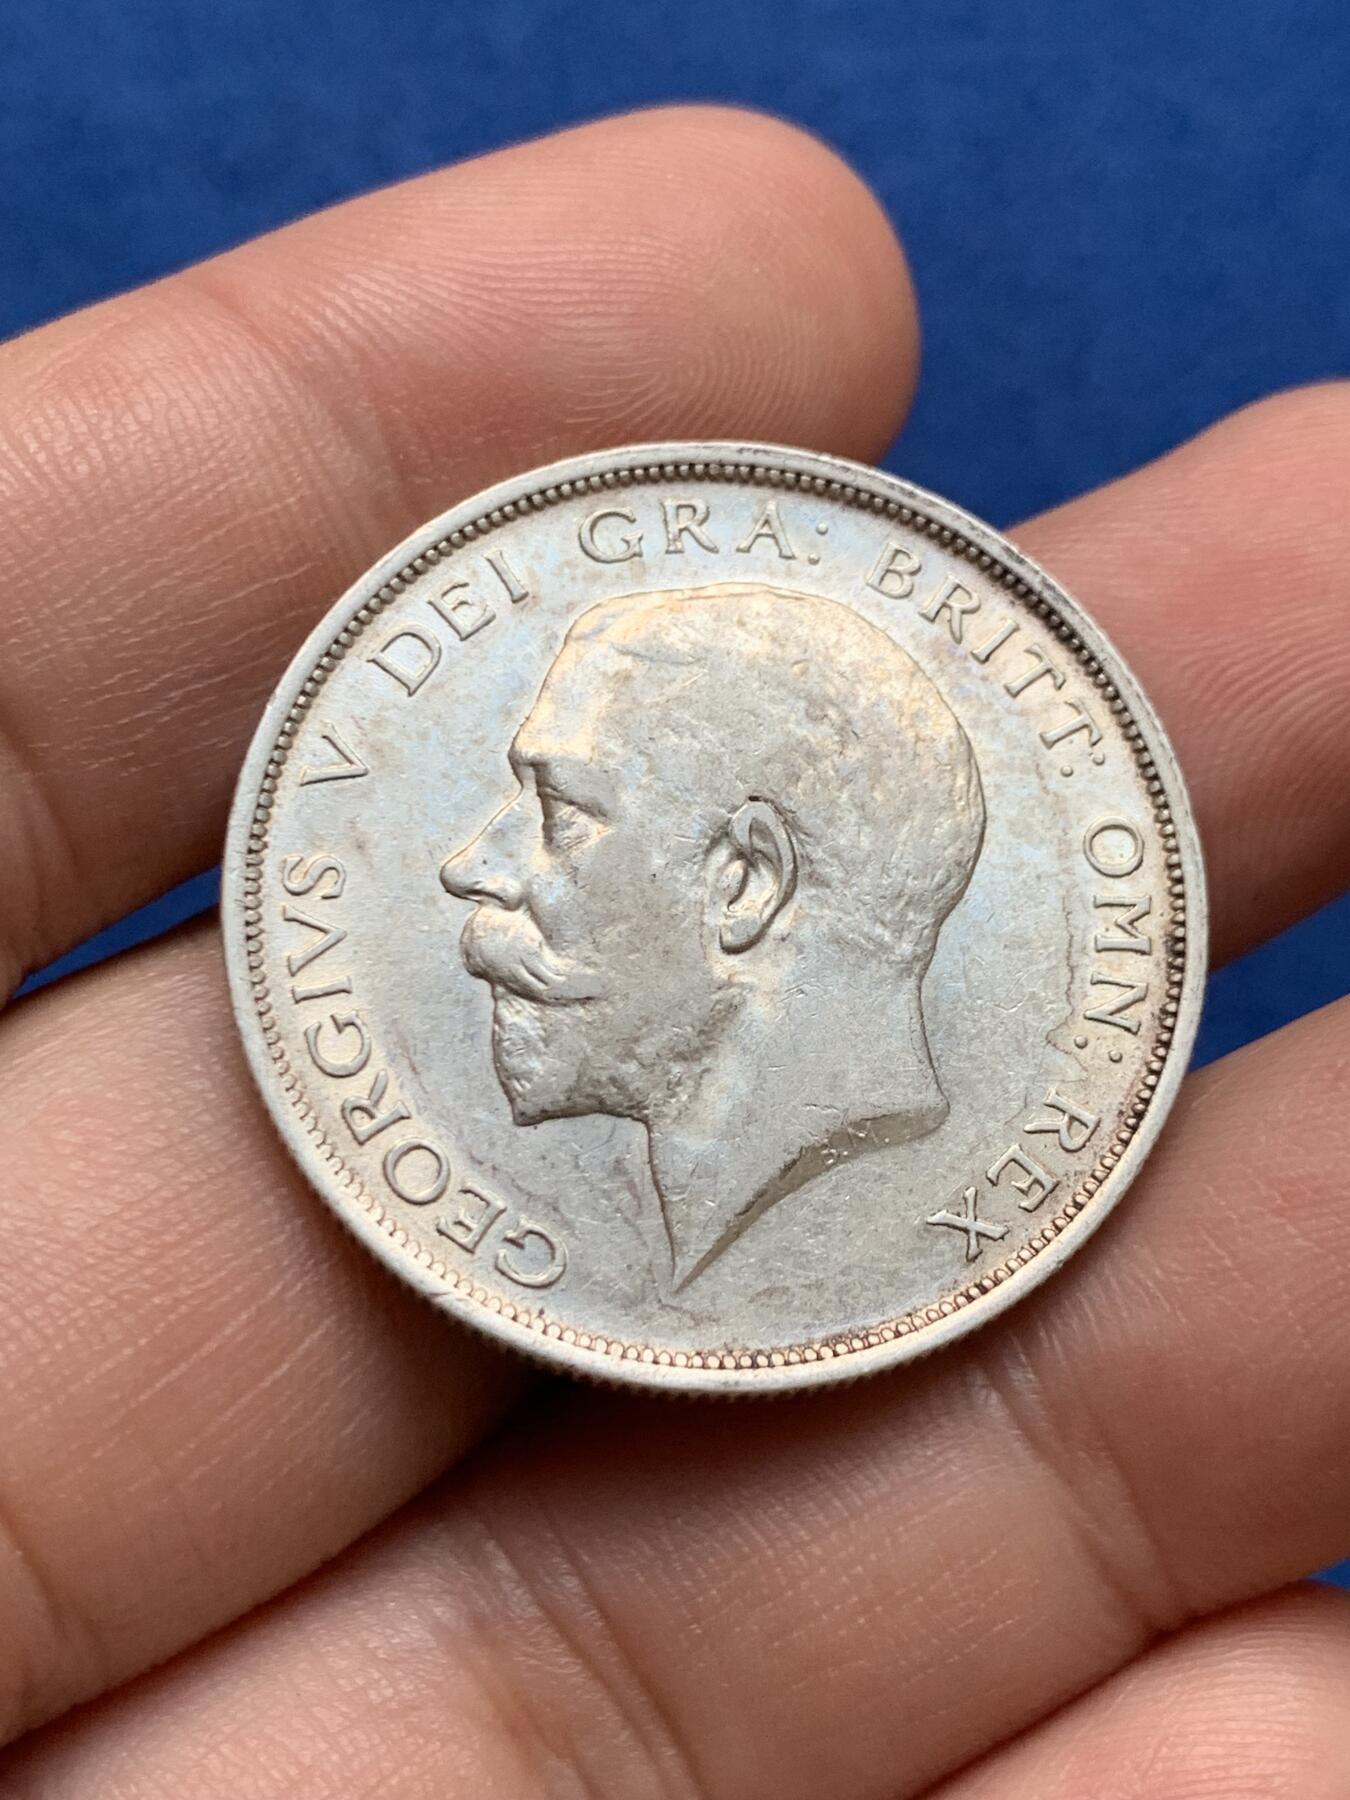 GEORGIVS V DEI GRA: BRITT: OMN: REX
B.M.